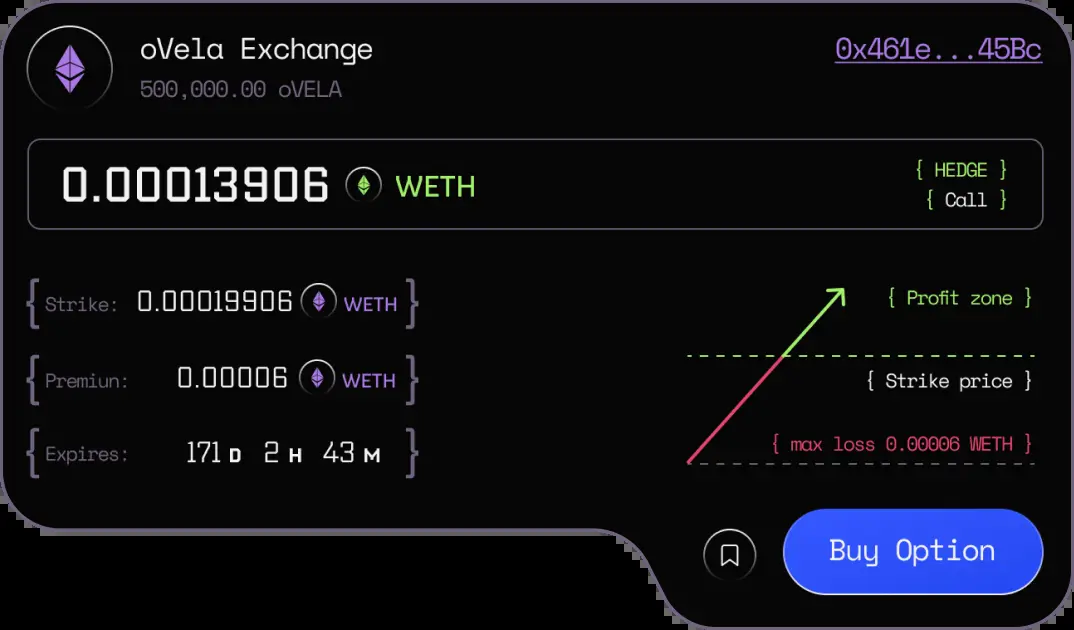 oVela Exchange
500,000.00 oVELA
0x461e...45Bc
0.00013906 WETH
{ HEDGE }
{ Call }
{ Strike: 0.00019906 WETH }
{ Premiun: 0.00006 WETH }
{ Expires: 171 D 2 H 43 M }
{ Profit zone }
{ Strike price }
{ max loss 0.00006 WETH }
Buy Option